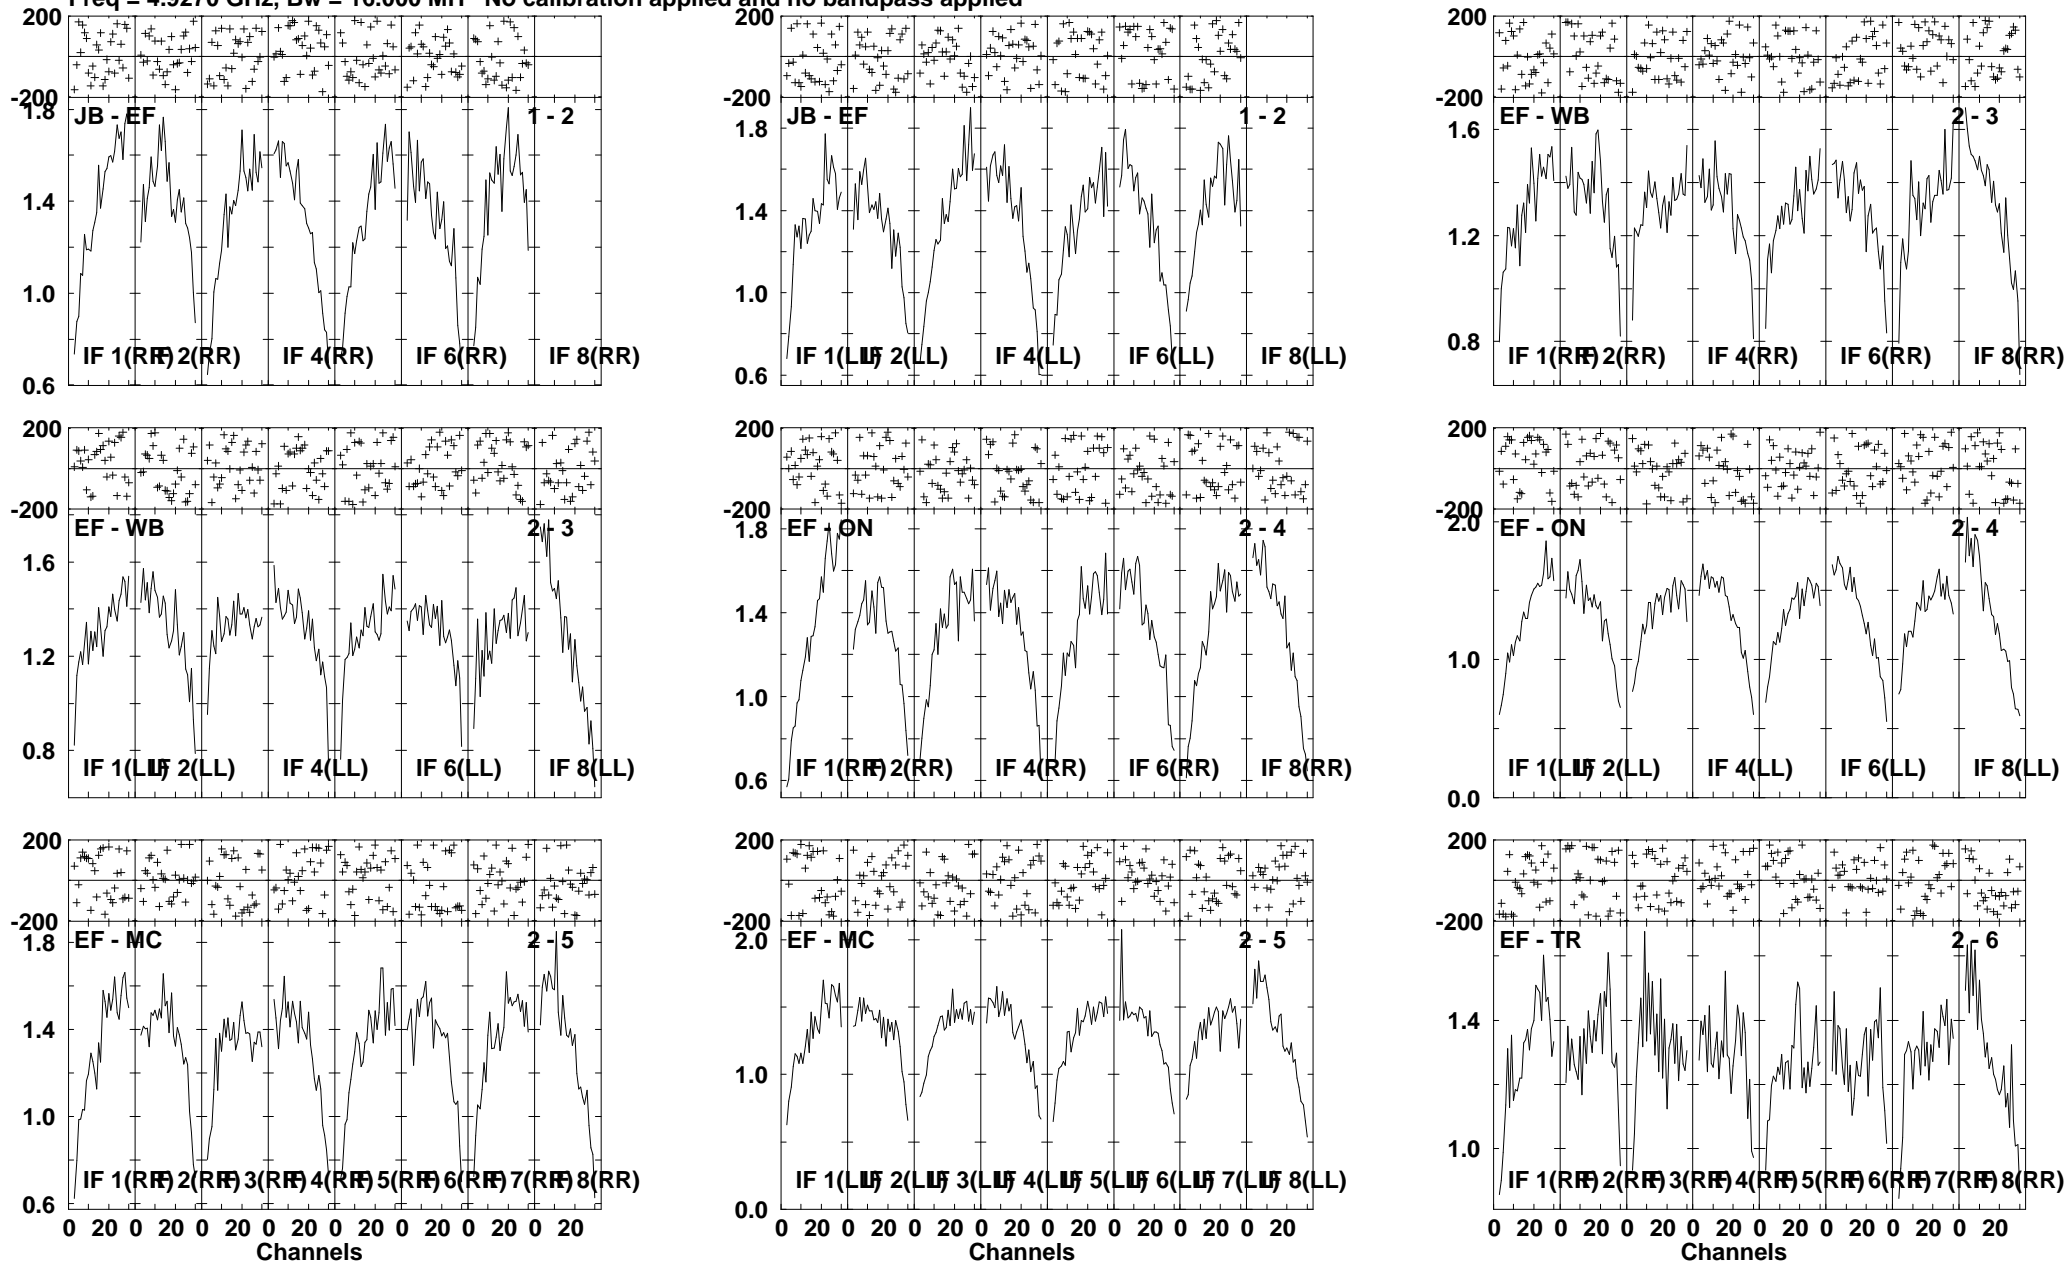 Freq = 4.9270 GHz, Bw = 16.000 MH No calibration applied and no bandpass applied
200
-200
JB - EF
1 - 2
1.8
1.4
1.0
0.6
IF 1(RR)
IF 2(RR)
IF 4(RR)
IF 6(RR)
IF 8(RR)
200
-200
JB - EF
1 - 2
1.8
1.4
1.0
0.6
IF 1(LL)
IF 2(LL)
IF 4(LL)
IF 6(LL)
IF 8(LL)
200
-200
EF - WB
2 - 3
1.6
1.2
0.8
IF 1(RR)
IF 2(RR)
IF 4(RR)
IF 6(RR)
IF 8(RR)
200
-200
EF - WB
2 - 3
1.6
1.2
0.8
IF 1(LL)
IF 2(LL)
IF 4(LL)
IF 6(LL)
IF 8(LL)
200
-200
EF - ON
2 - 4
1.8
1.4
1.0
0.6
IF 1(RR)
IF 2(RR)
IF 4(RR)
IF 6(RR)
IF 8(RR)
200
-200
EF - ON
2 - 4
2.0
1.0
0.0
IF 1(LL)
IF 2(LL)
IF 4(LL)
IF 6(LL)
IF 8(LL)
200
-200
EF - MC
2 - 5
1.8
1.4
1.0
0.6
IF 1(RR)
IF 2(RR)
IF 3(RR)
IF 4(RR)
IF 5(RR)
IF 6(RR)
IF 7(RR)
IF 8(RR)
0 20 0 20 0 20 0 20 0 20 0 20 0 20 0 20
Channels
200
-200
EF - MC
2 - 5
2.0
1.0
0.0
IF 1(LL)
IF 2(LL)
IF 3(LL)
IF 4(LL)
IF 5(LL)
IF 6(LL)
IF 7(LL)
IF 8(LL)
0 20 0 20 0 20 0 20 0 20 0 20 0 20 0 20
Channels
200
-200
EF - TR
2 - 6
1.4
1.0
IF 1(RR)
IF 2(RR)
IF 3(RR)
IF 4(RR)
IF 5(RR)
IF 6(RR)
IF 7(RR)
IF 8(RR)
0 20 0 20 0 20 0 20 0 20 0 20 0 20 0 20
Channels